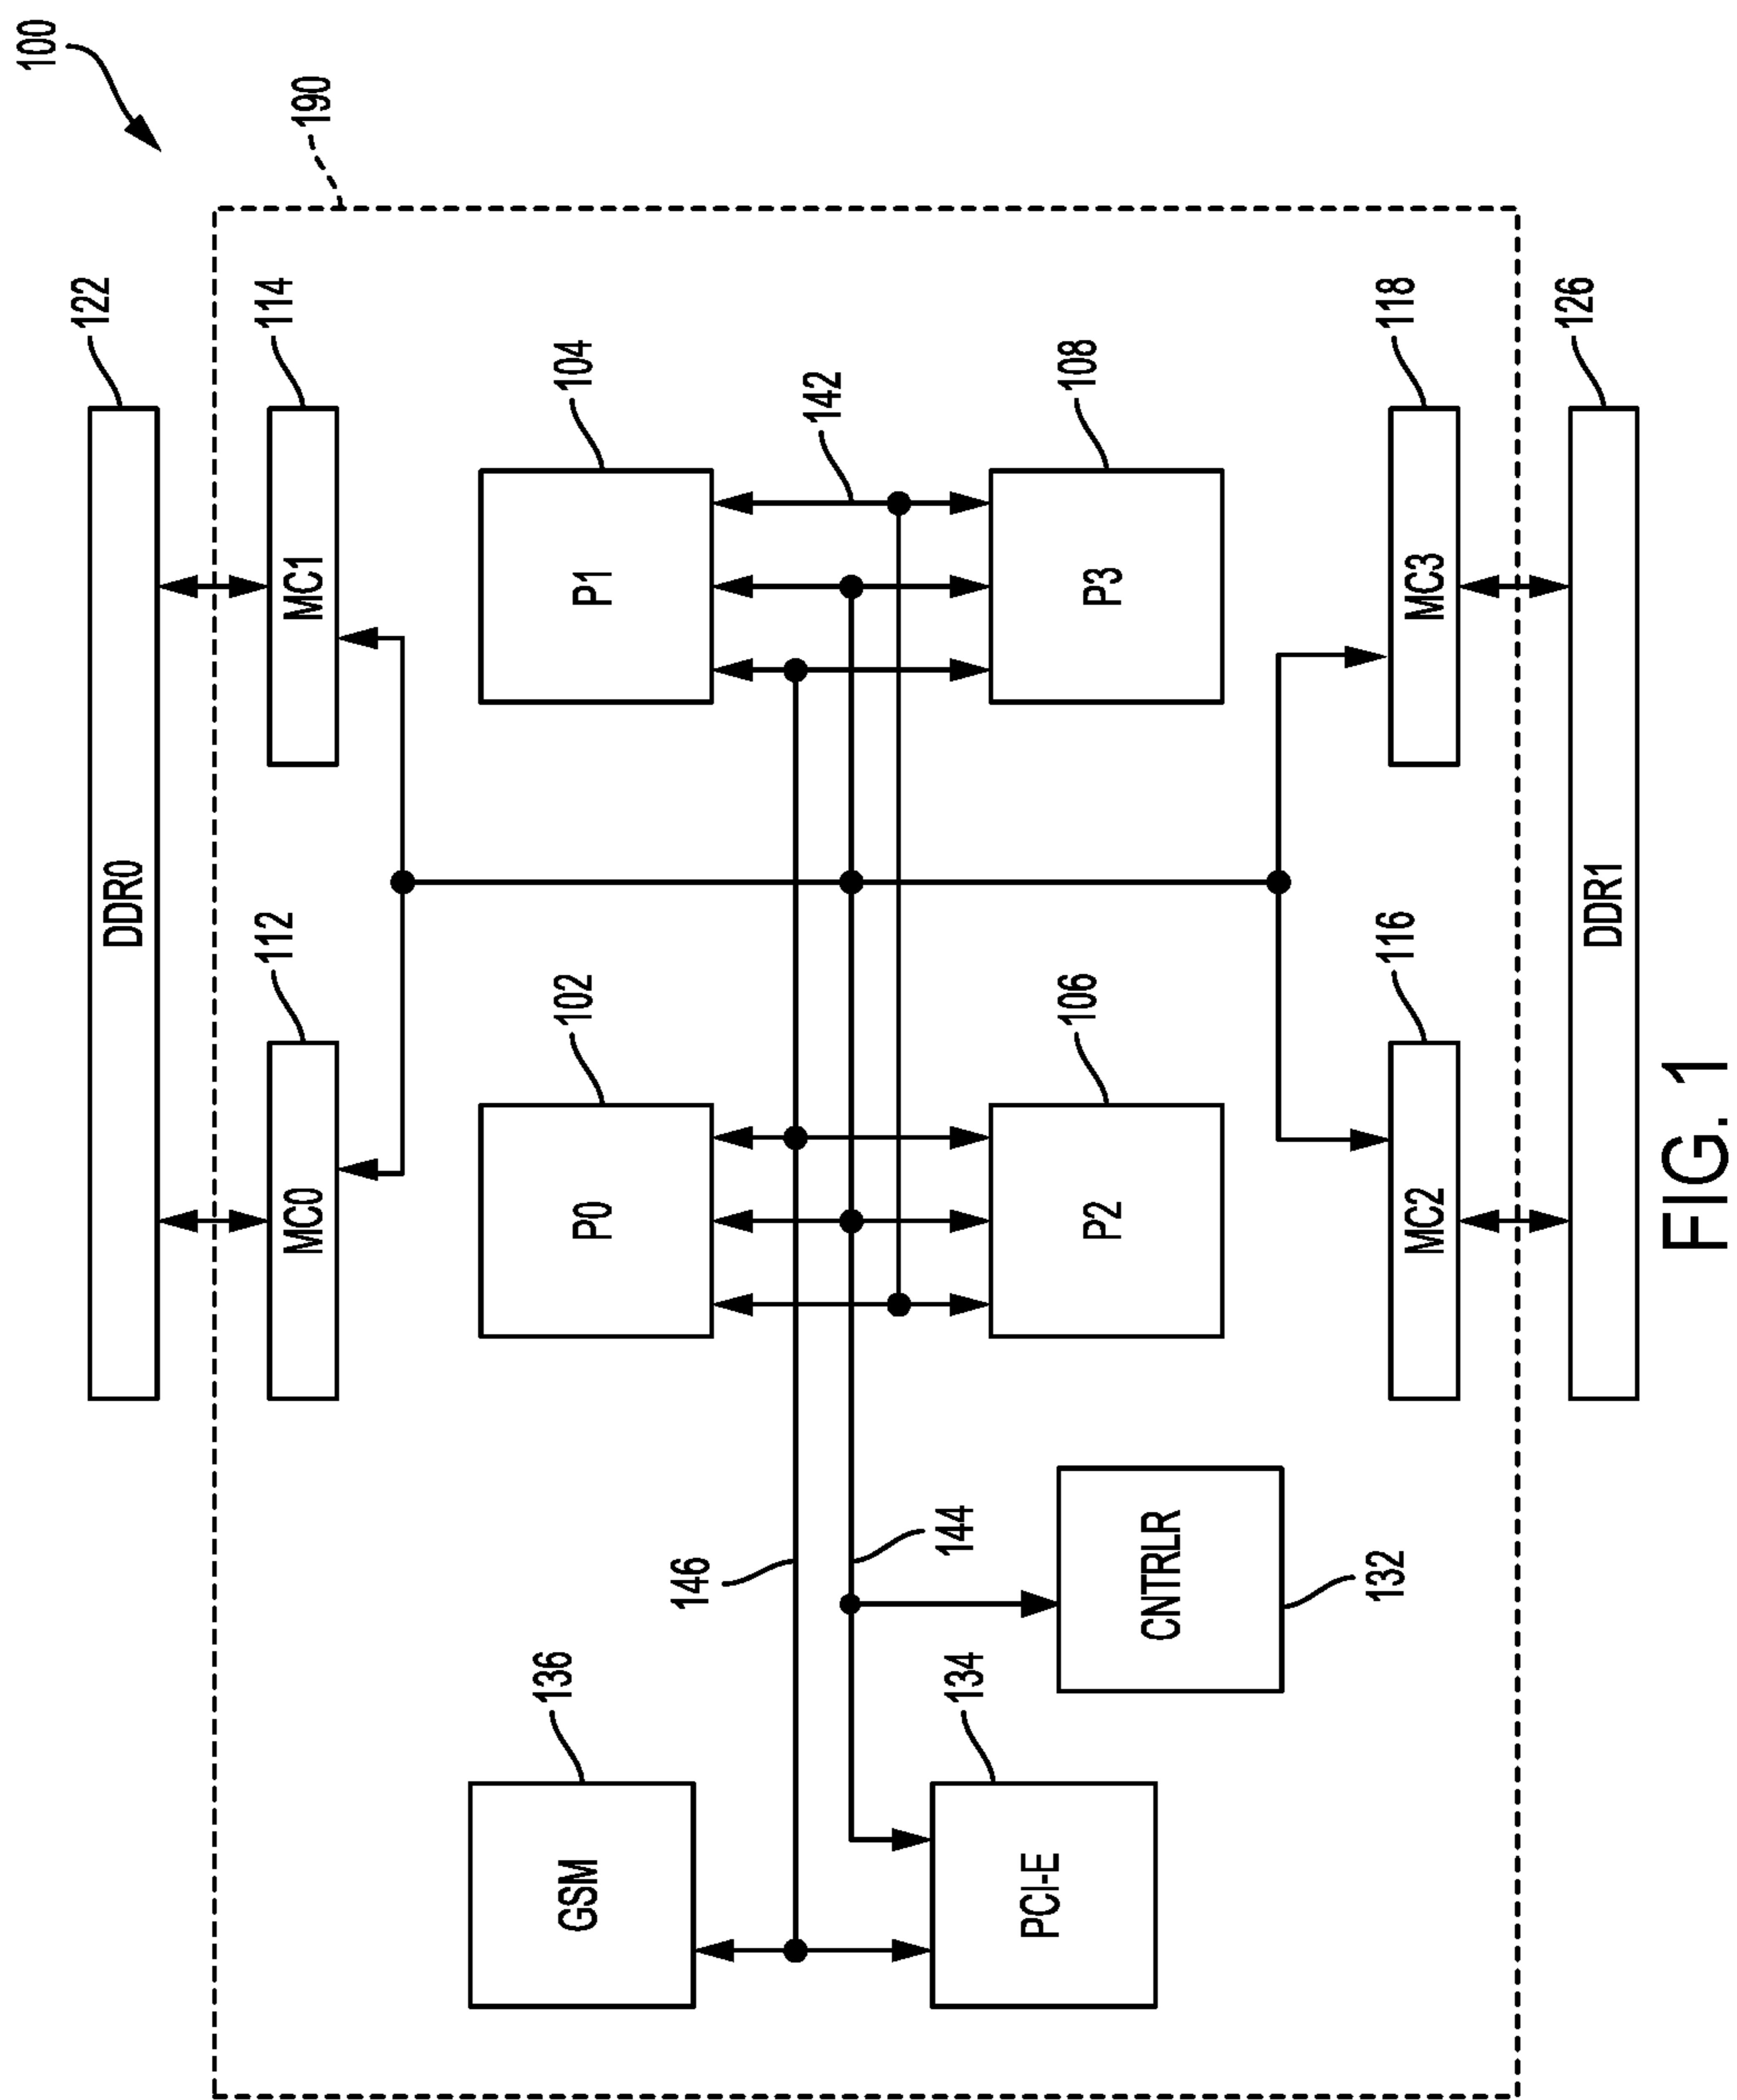 100
190
122
DDR0
112
114
MC0
MC1
136
102
104
GSM
P0
P1
146
142
144
134
106
108
PCI-E
CNTRLR
P2
P3
132
116
118
MC2
MC3
126
DDR1
FIG. 1